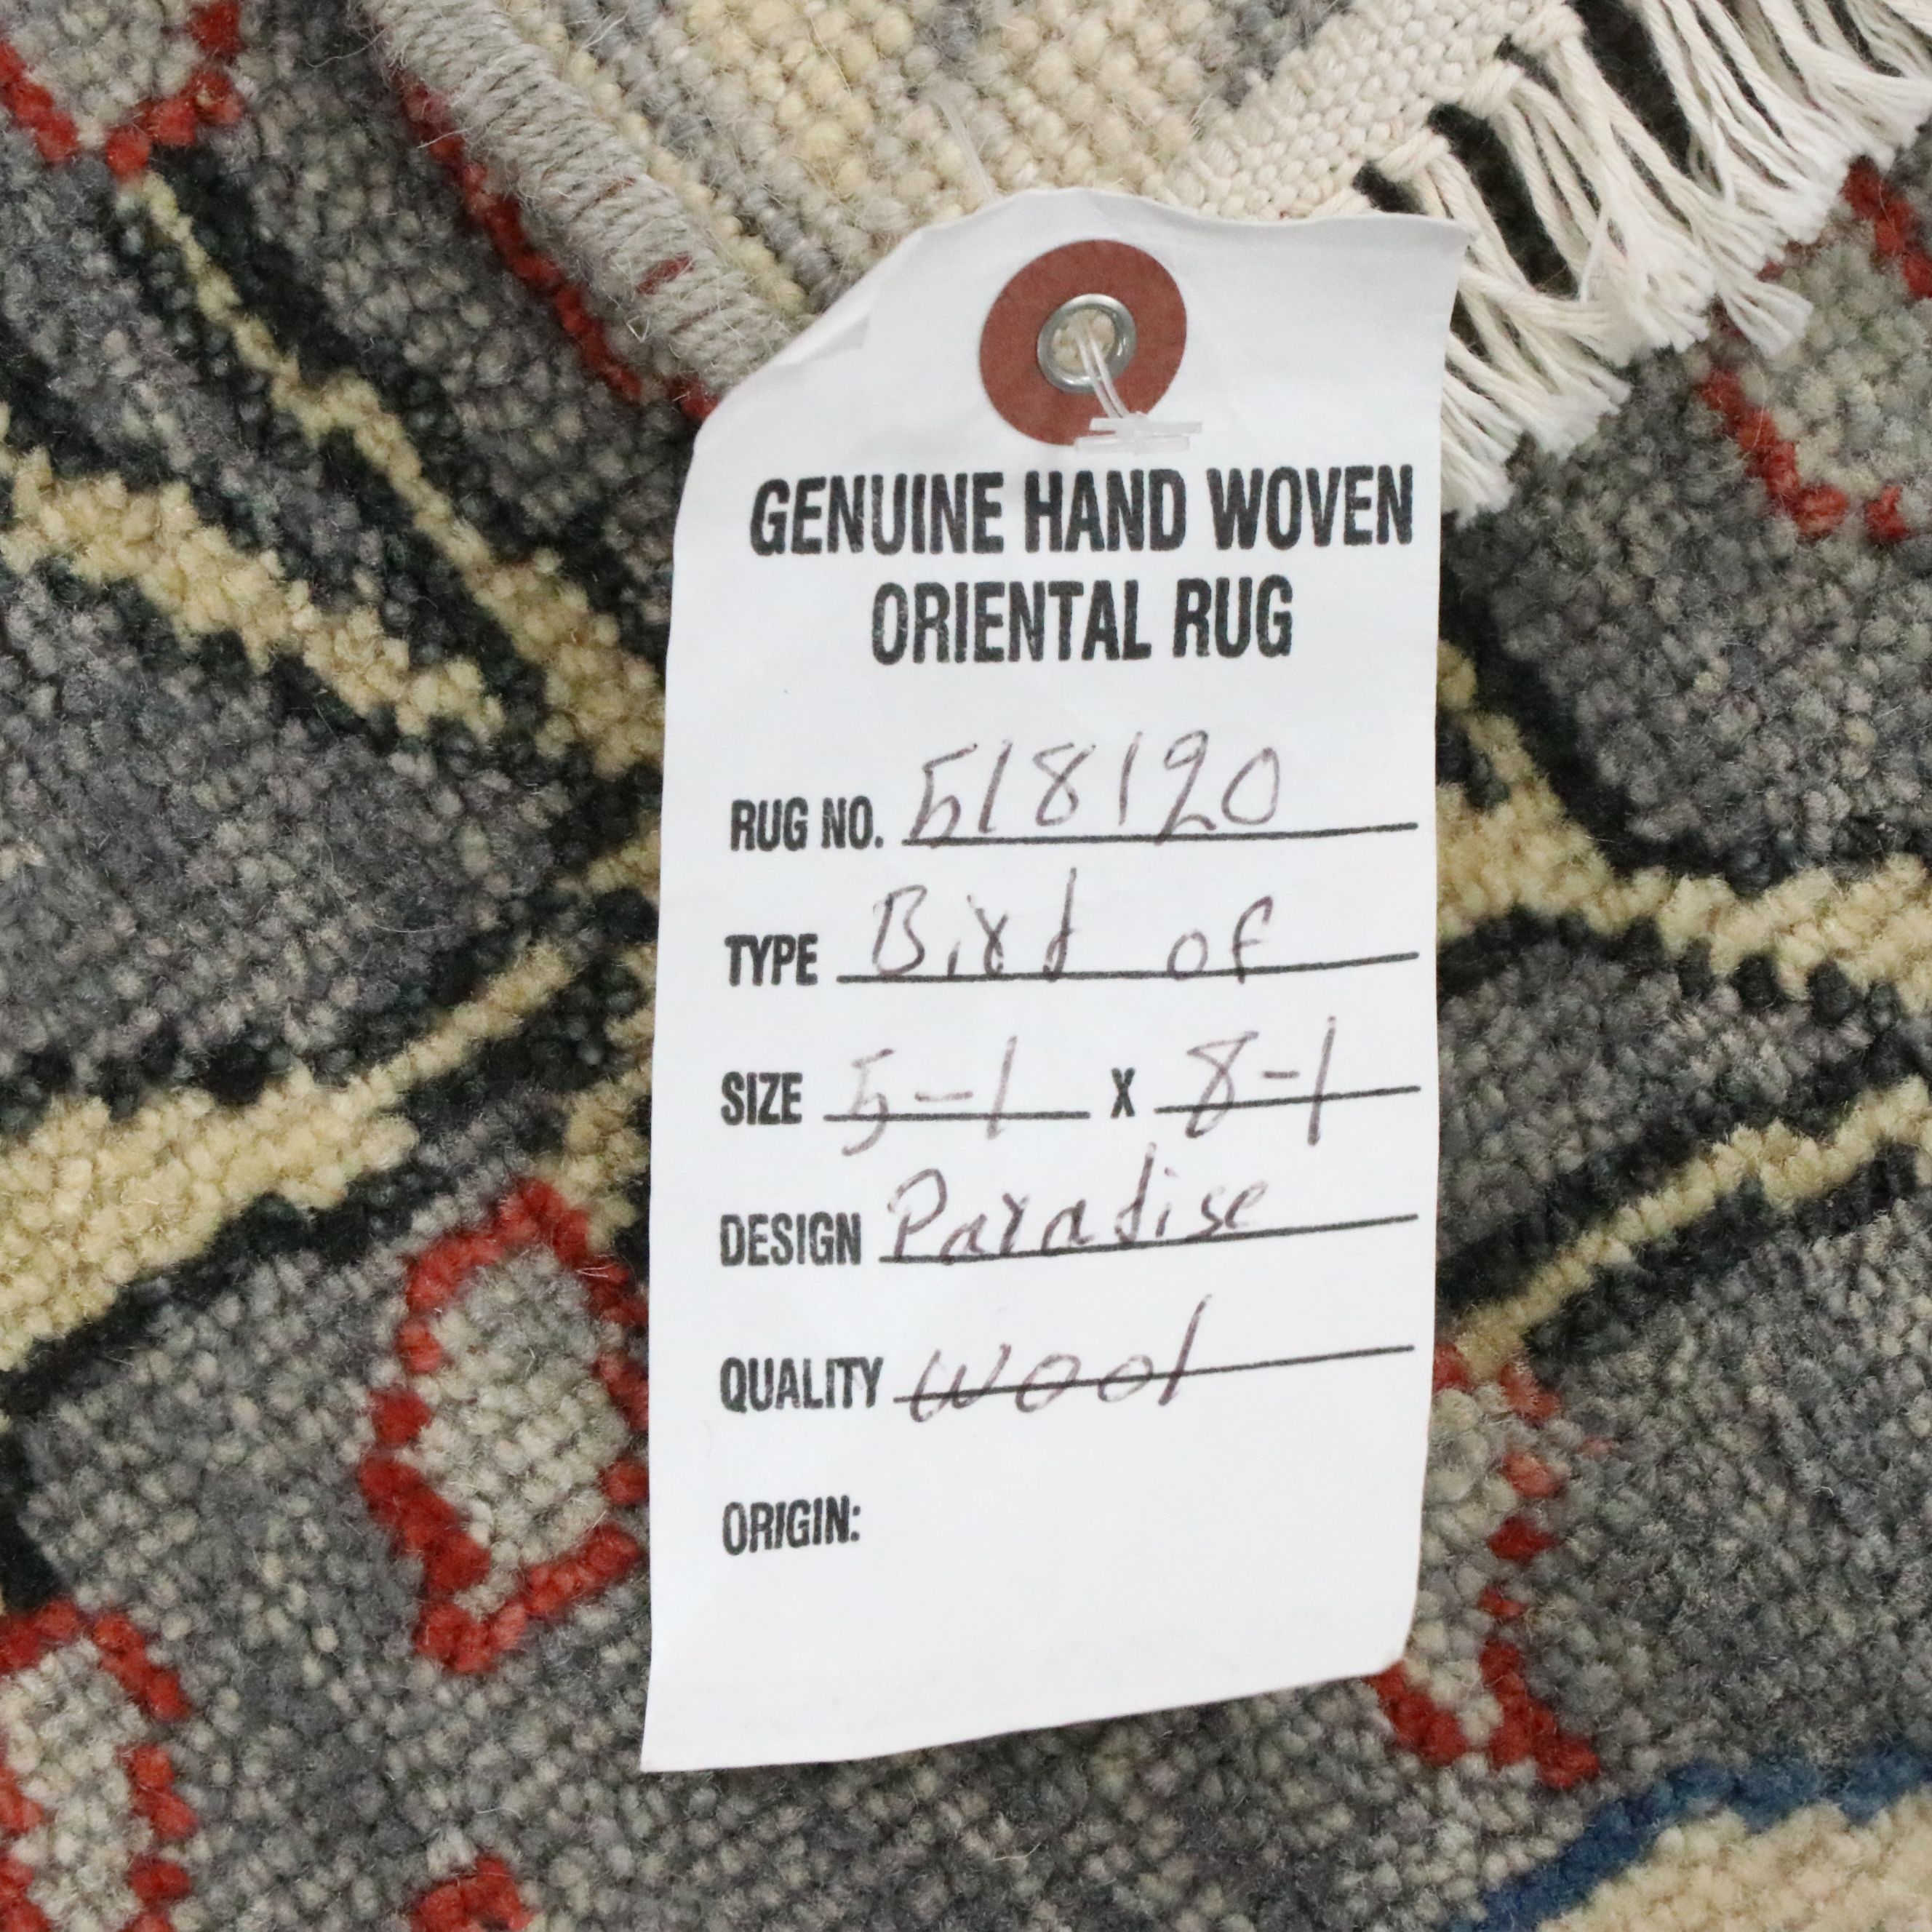 GENUINE HAND WOVEN
ORIENTAL RUG
RUG NO. 518190
TYPE Bird of
SIZE 5-1 X 8-1
DESIGN Paradise
QUALITY wool
ORIGIN: